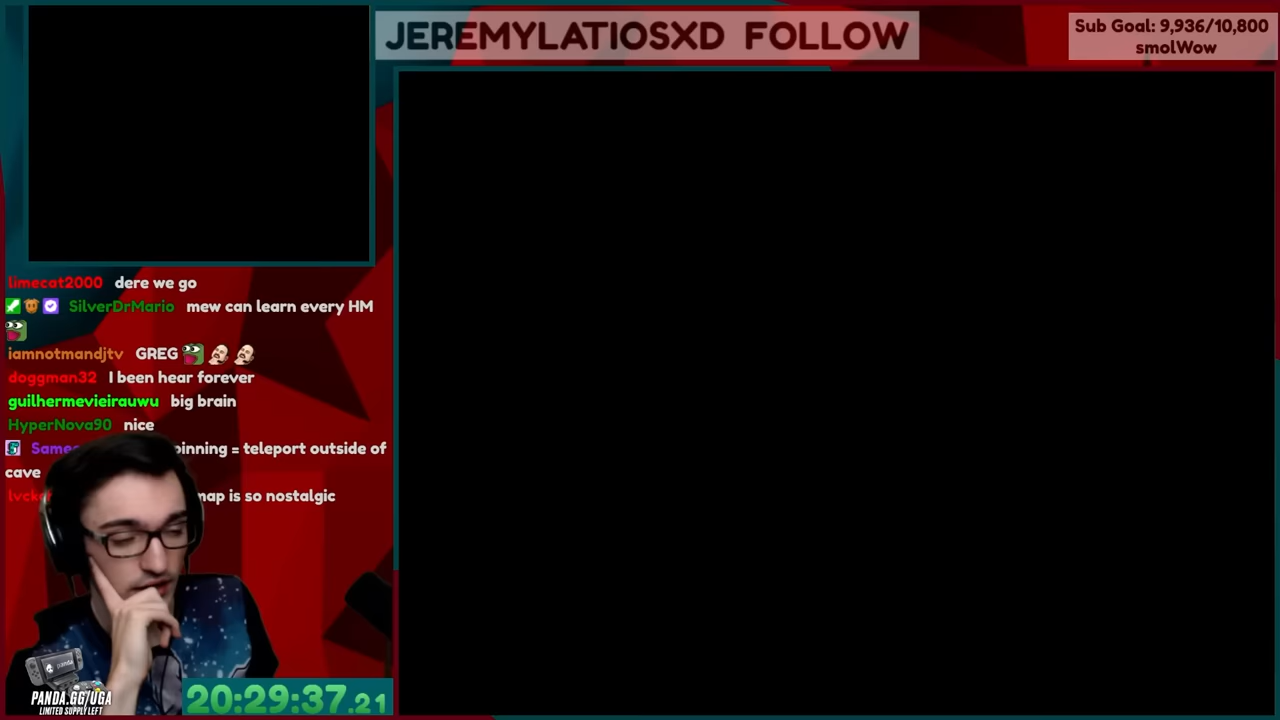 JEREMYLATIOSXD FOLLOW
Sub Goal: 9,936/10,800
smolWow
limecat2000 dere we go
SilverDrMario mew can learn every HM
iamnotmandjtv GREG
doggman32 I been hear forever
guilhermevieirauwu big brain
HyperNova90 nice
= teleport outside of
cave
map is so nostalgic
panda
PANDA.GG/UGA
LIMITED SUPPLY LEFT
20:29:37.21